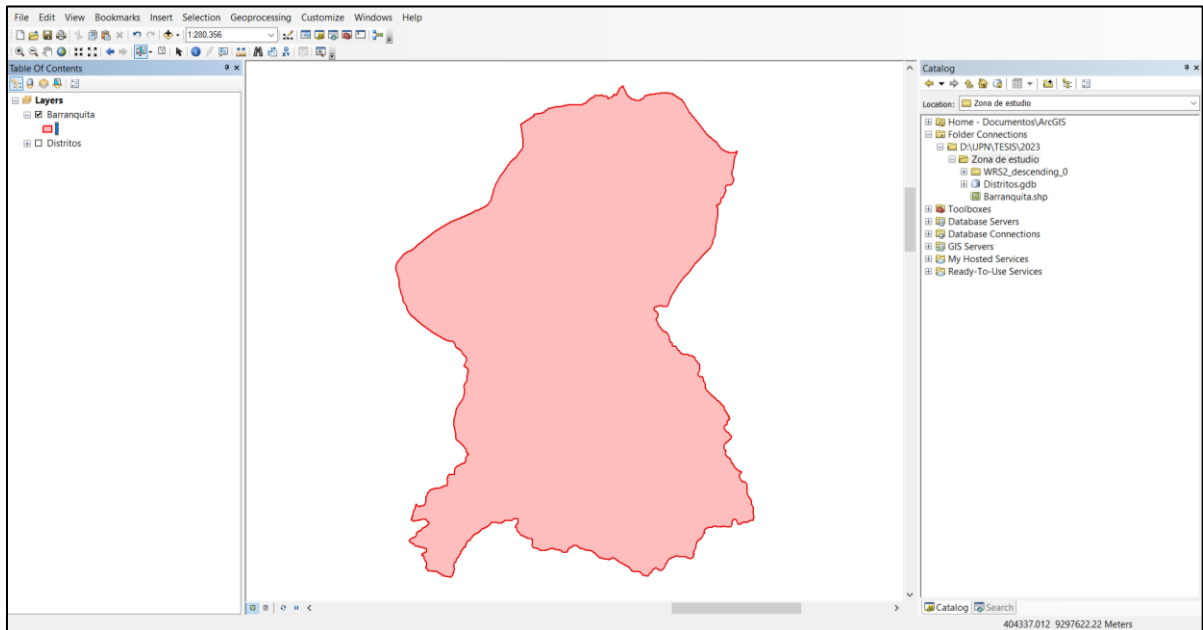 File Edit View Bookmarks Insert Selection Geoprocessing Customize Windows Help
1:280,356
Table Of Contents
Layers
Barranquita
Distritos
Catalog
Location: Zona de estudio
Home - Documentos\ArcGIS
Folder Connections
D:\UPN\TESIS\2023
Zona de estudio
WRS2_descending_0
Distritos.gdb
Barranquita.shp
Toolboxes
Database Servers
Database Connections
GIS Servers
My Hosted Services
Ready-To-Use Services
Catalog Search
404337.012 9297622.22 Meters